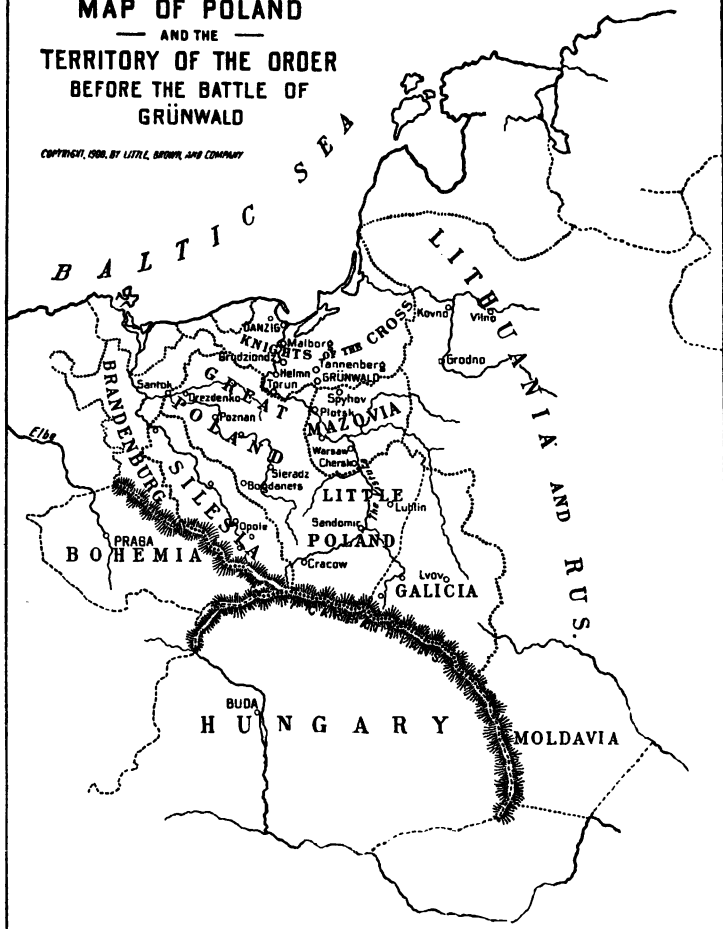 MAP OF POLAND
AND THE
TERRITORY OF THE ORDER
BEFORE THE BATTLE OF
GRÜNWALD
COPYRIGHT, 1900, BY LITTLE, BROWN, AND COMPANY
BALTIC SEA
LITHUANIA AND RUS.
DANZIG
KNIGHTS OF THE CROSS
Malborg
Brodziond
Tannenberg
Helmn
GRÜNWALD
Torun
Kovno
Vilno
Grodno
BRANDENBURG
Santok
Drezdenko
GREAT
POLAND
Poznan
Spyhov
Plotsk
MAZOVIA
Warsaw
Chersk
Elbe
SILESIA
Sieradz
Bogdanets
LITTLE
POLAND
Lublin
Sandomir
Opole
PRAGA
BOHEMIA
Cracow
Lvov
GALICIA
BUDA
HUNGARY
MOLDAVIA